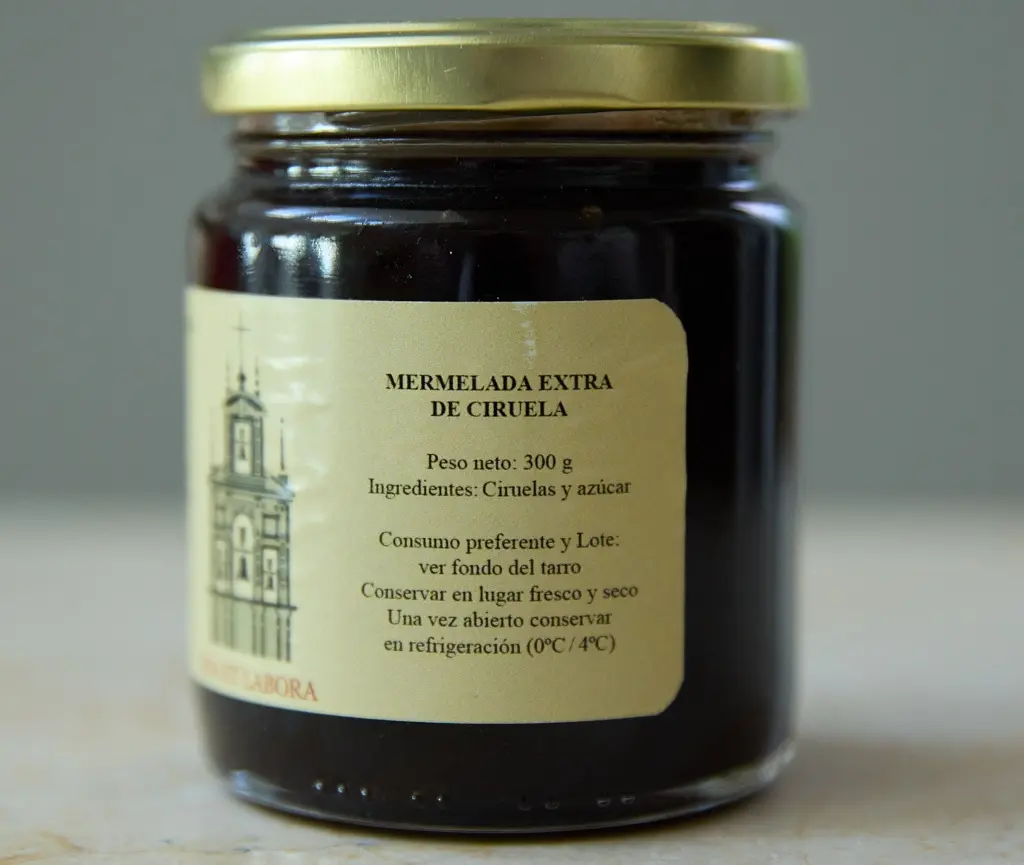 MERMELADA EXTRA
DE CIRUELA
Peso neto: 300 g
Ingredientes: Ciruelas y azúcar
Consumo preferente y Lote:
ver fondo del tarro
Conservar en lugar fresco y seco
Una vez abierto conservar
en refrigeración (0ºC / 4ºC)
LABORA